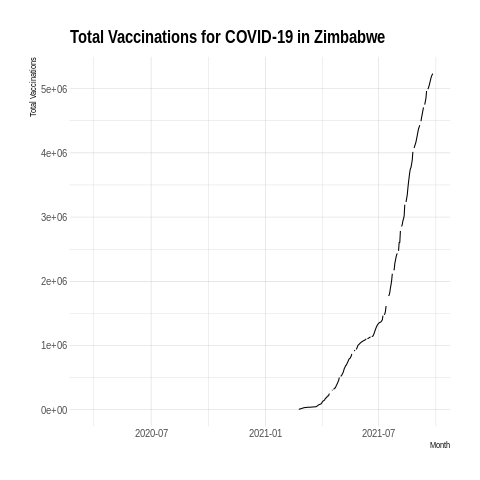 Total Vaccinations for COVID-19 in Zimbabwe
Total Vaccinations
5e+06
4e+06
3e+06
2e+06
1e+06
0e+00
2020-07
2021-01
2021-07
Month